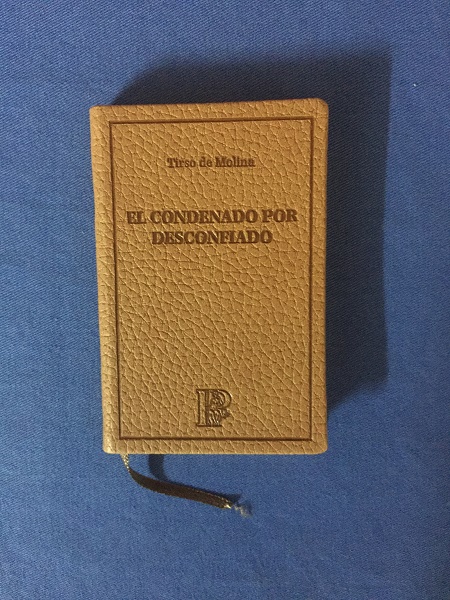 Tirso de Molina
EL CONDENADO POR
DESCONFIADO
P